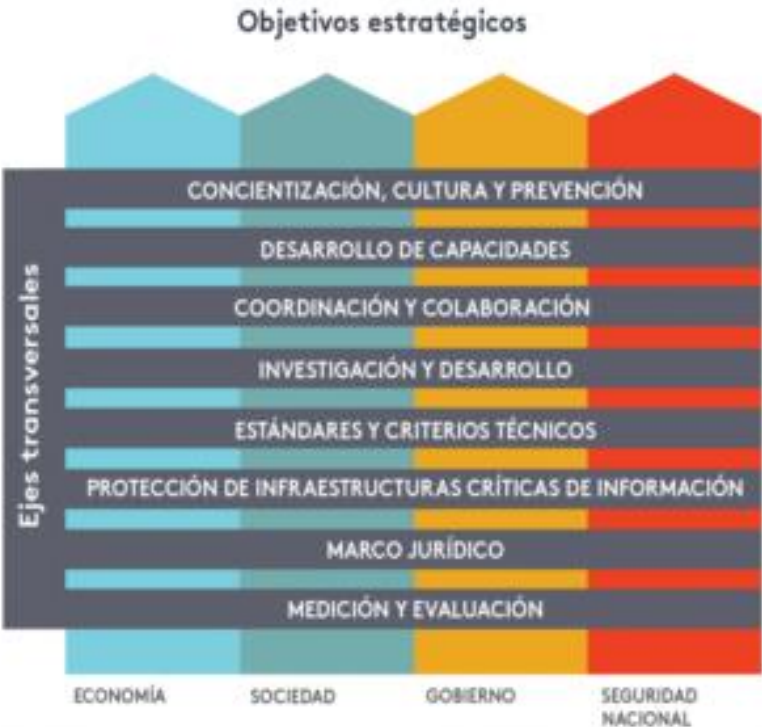 Objetivos estratégicos
Ejes transversales
CONCIENTIZACIÓN, CULTURA Y PREVENCIÓN
DESARROLLO DE CAPACIDADES
COORDINACIÓN Y COLABORACIÓN
INVESTIGACIÓN Y DESARROLLO
ESTÁNDARES Y CRITERIOS TÉCNICOS
PROTECCIÓN DE INFRAESTRUCTURAS CRÍTICAS DE INFORMACIÓN
MARCO JURÍDICO
MEDICIÓN Y EVALUACIÓN
ECONOMÍA
SOCIEDAD
GOBIERNO
SEGURIDAD
NACIONAL